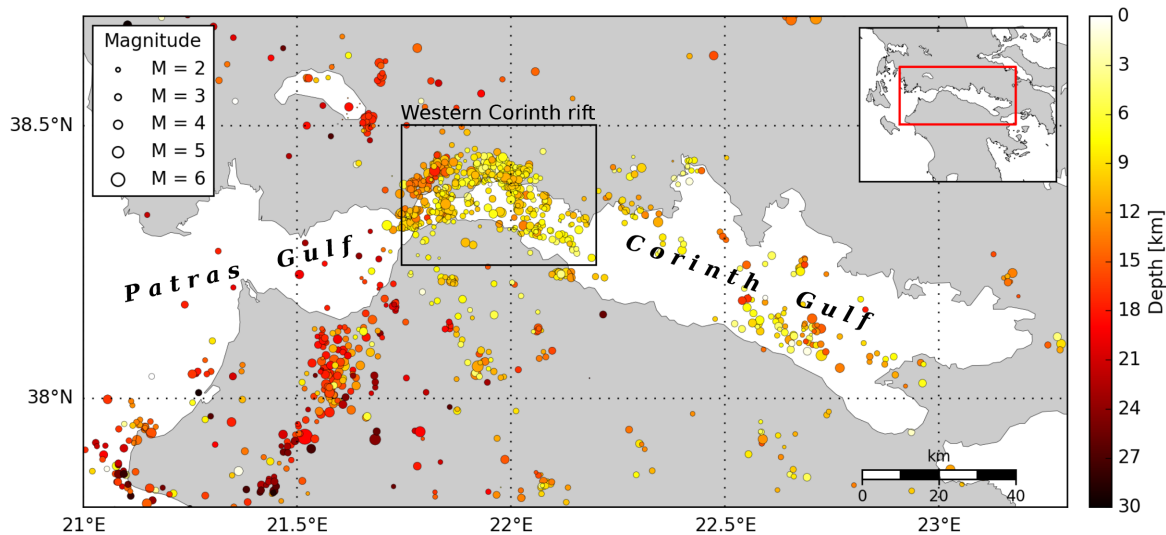 Magnitude
M = 2
M = 3
M = 4
M = 5
M = 6
Western Corinth rift
Patras Gulf
Corinth Gulf
38.5°N
38°N
21°E
21.5°E
22°E
22.5°E
23°E
km
0 20 40
0
3
6
9
12
15
18
21
24
27
30
Depth [km]